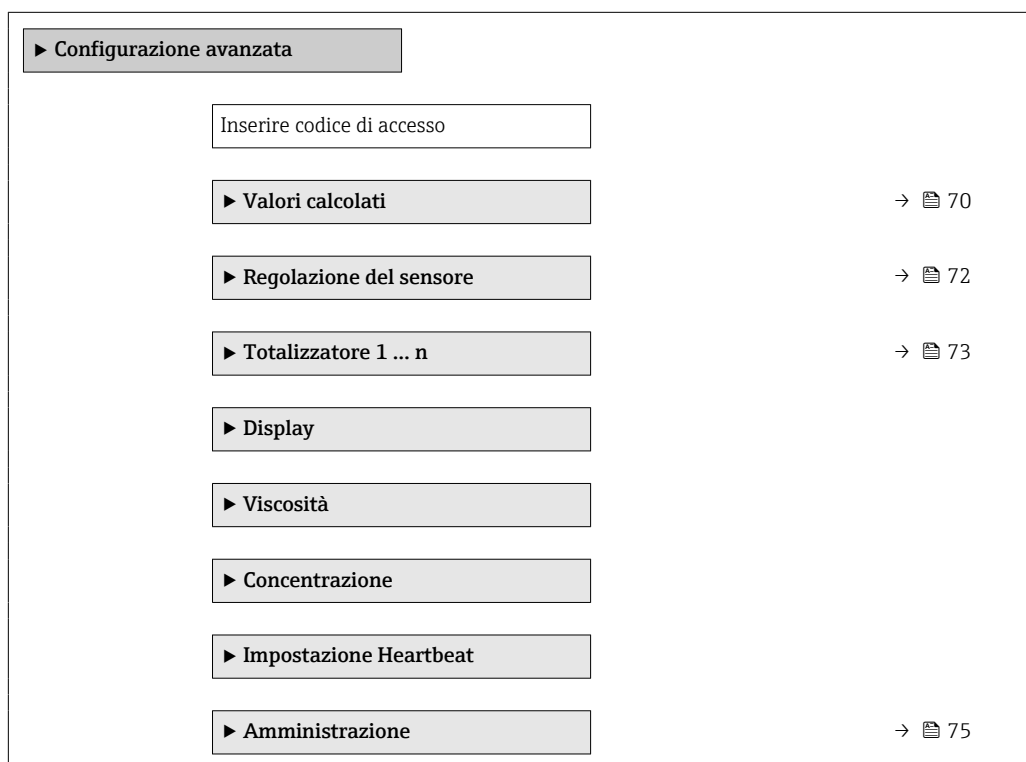 ▶ Configurazione avanzata
Inserire codice di accesso
▶ Valori calcolati → 70
▶ Regolazione del sensore → 72
▶ Totalizzatore 1 … n → 73
▶ Display
▶ Viscosità
▶ Concentrazione
▶ Impostazione Heartbeat
▶ Amministrazione → 75